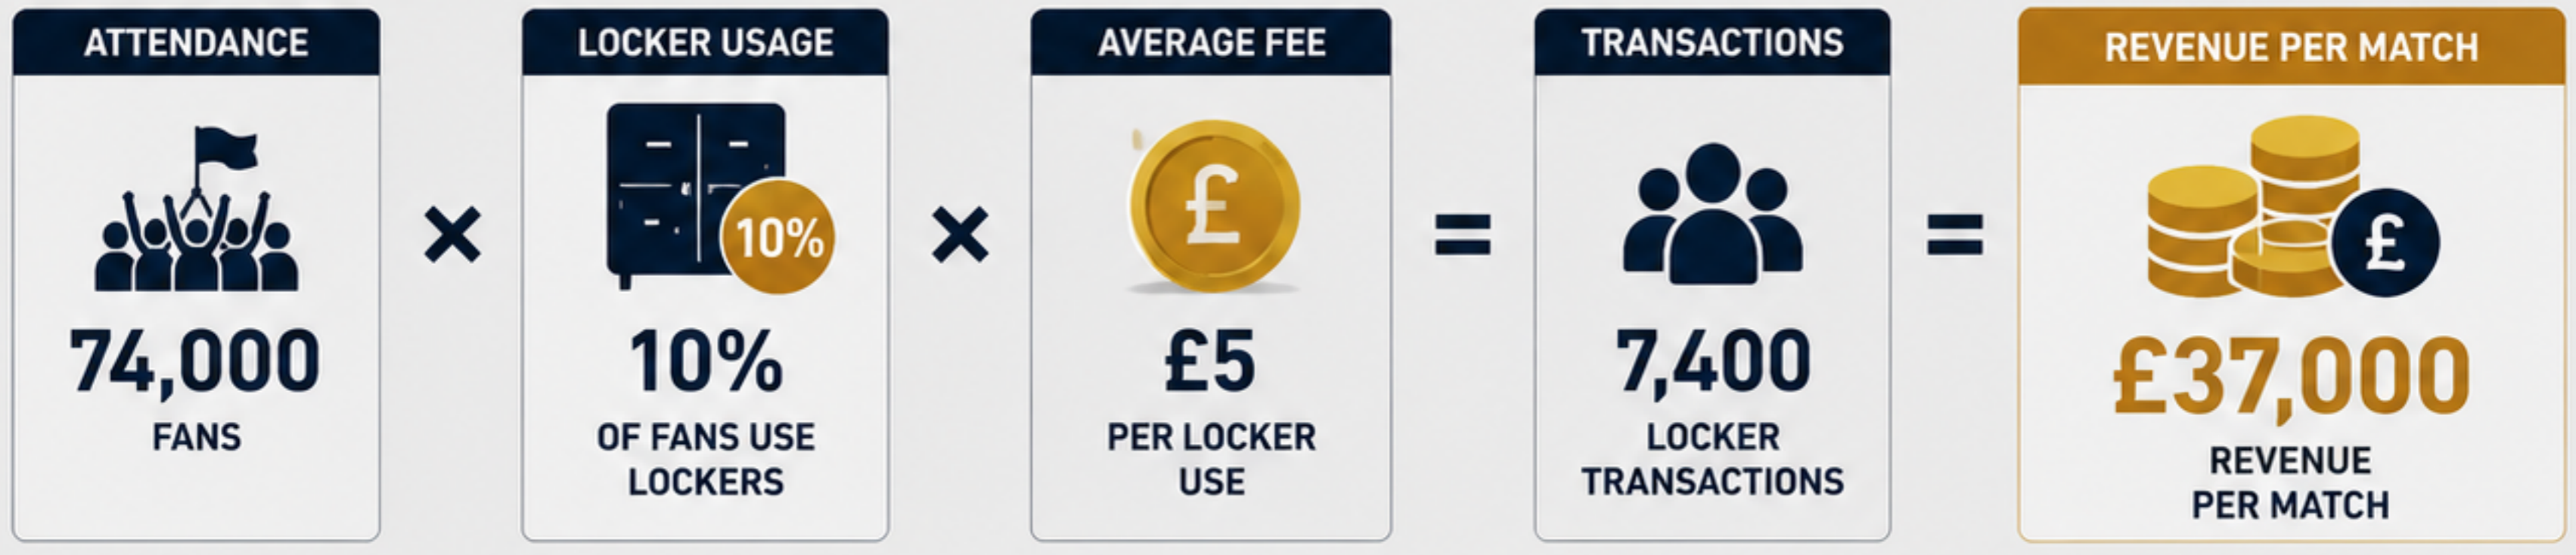 ATTENDANCE
74,000
FANS
×
LOCKER USAGE
10%
10%
OF FANS USE
LOCKERS
×
AVERAGE FEE
£
£5
PER LOCKER
USE
=
TRANSACTIONS
7,400
LOCKER
TRANSACTIONS
=
REVENUE PER MATCH
£
£37,000
REVENUE
PER MATCH